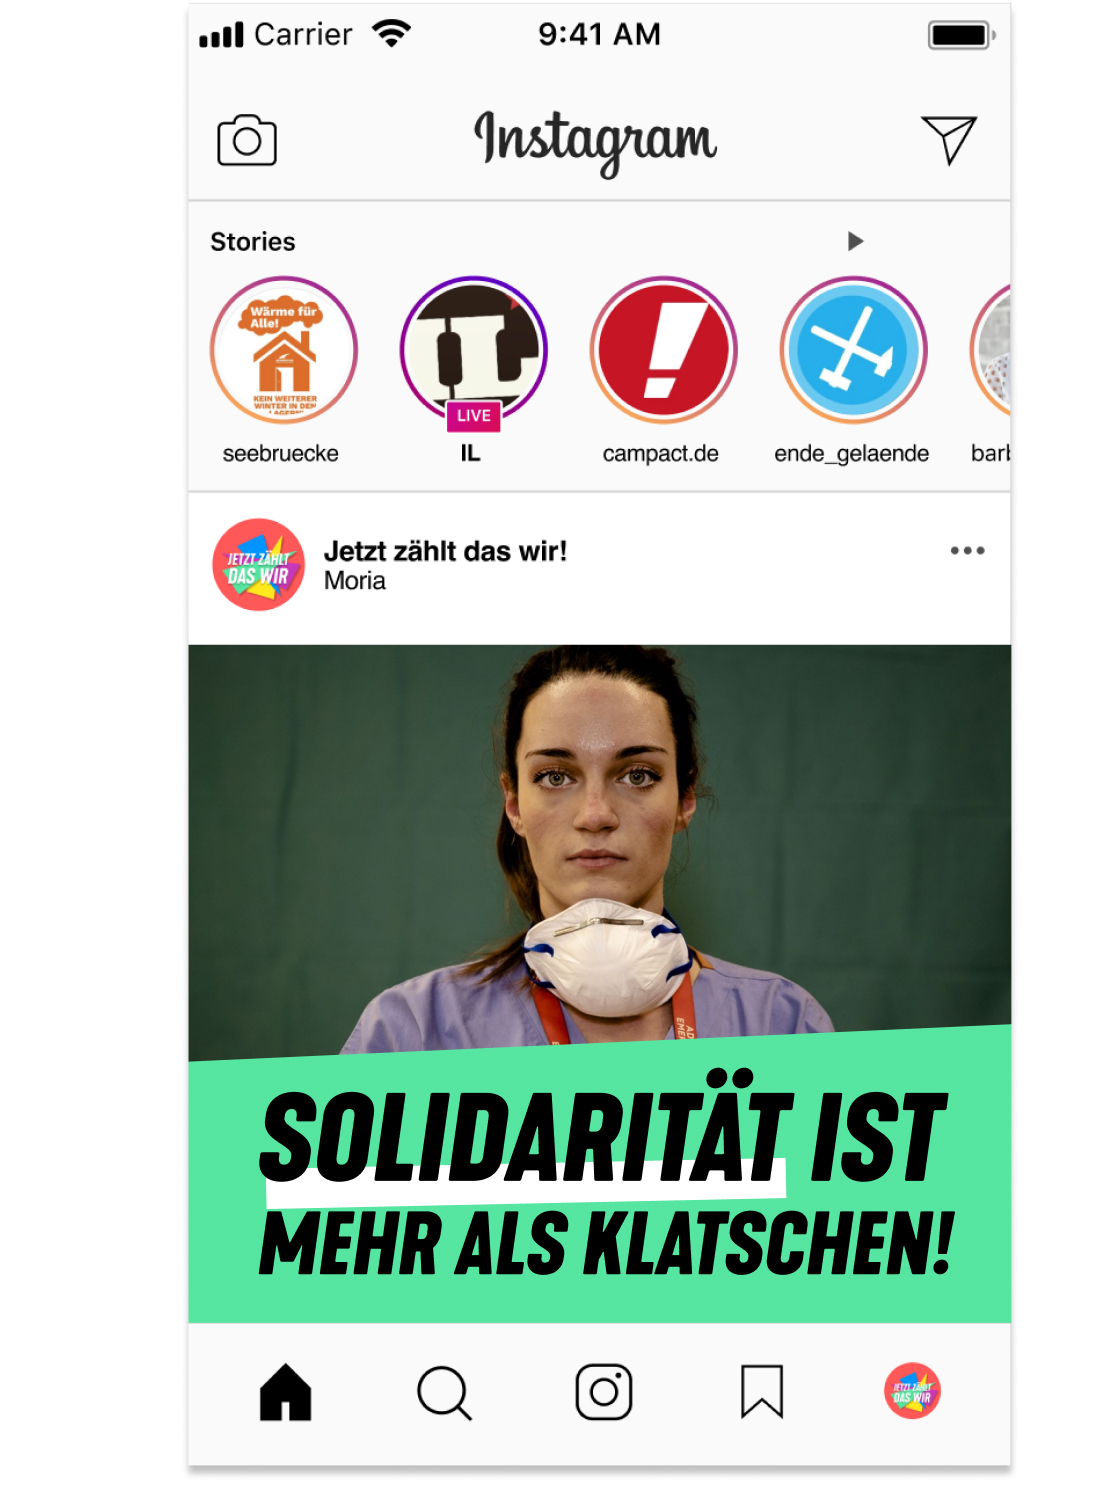 Carrier 9:41 AM
Instagram
Stories
Wärme für
Alle!
KEIN WEITERER
WINTER IN DEN
LAGERN!
LIVE
seebruecke IL campact.de ende_gelaende barb
JETZT ZÄHLT
DAS WIR
Jetzt zählt das wir!
Moria
SOLIDARITÄT IST
MEHR ALS KLATSCHEN!
JETZT ZÄHLT
DAS WIR